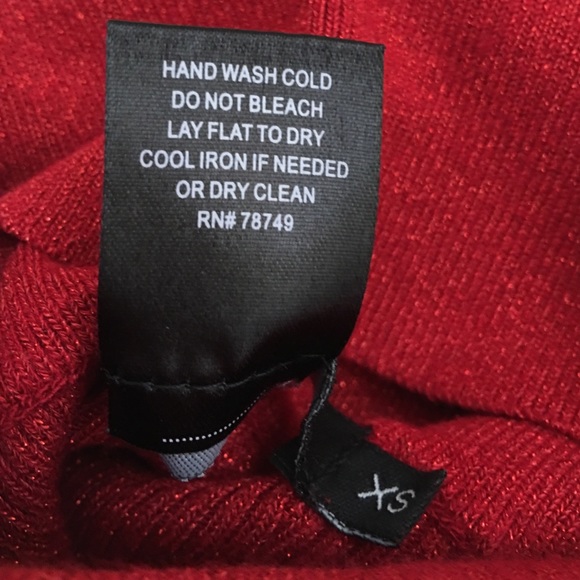 HAND WASH COLD
DO NOT BLEACH
LAY FLAT TO DRY
COOL IRON IF NEEDED
OR DRY CLEAN
RN# 78749
XS